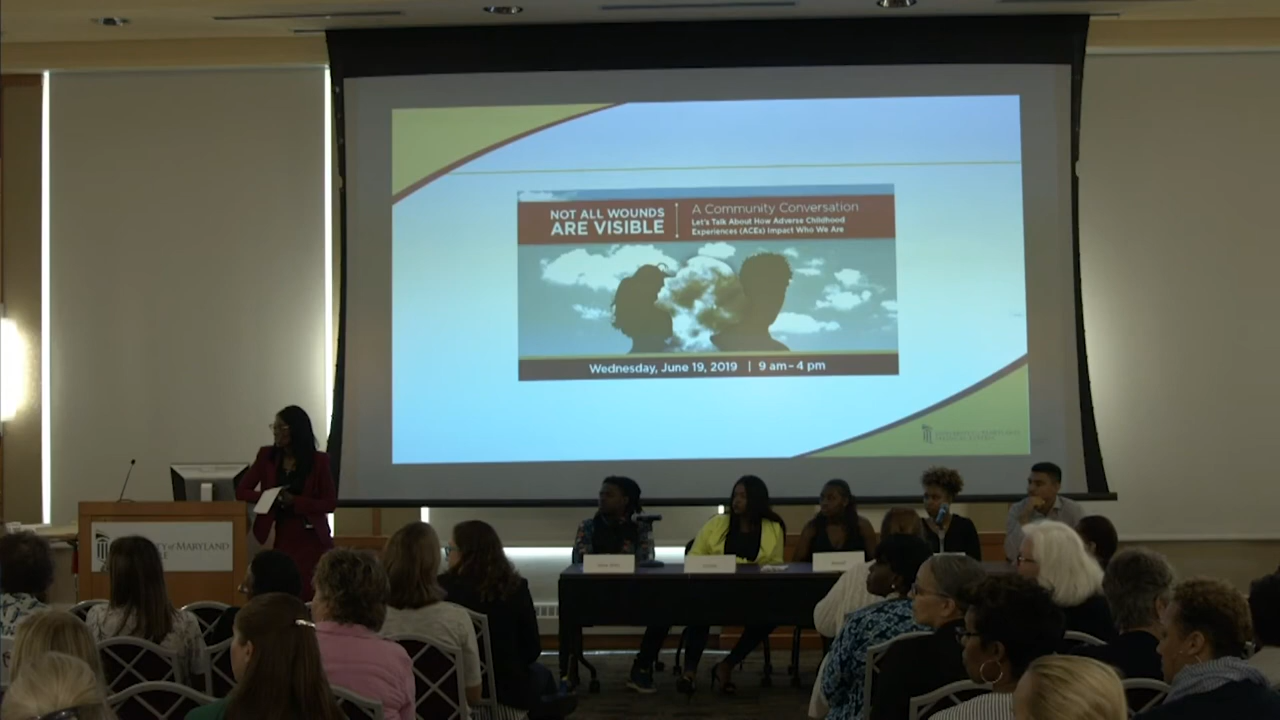 NOT ALL WOUNDS
ARE VISIBLE
A Community Conversation
Let's Talk About How Adverse Childhood
Experiences (ACEs) Impact Who We Are
Wednesday, June 19, 2019 | 9 am–4 pm
of MARYLAND